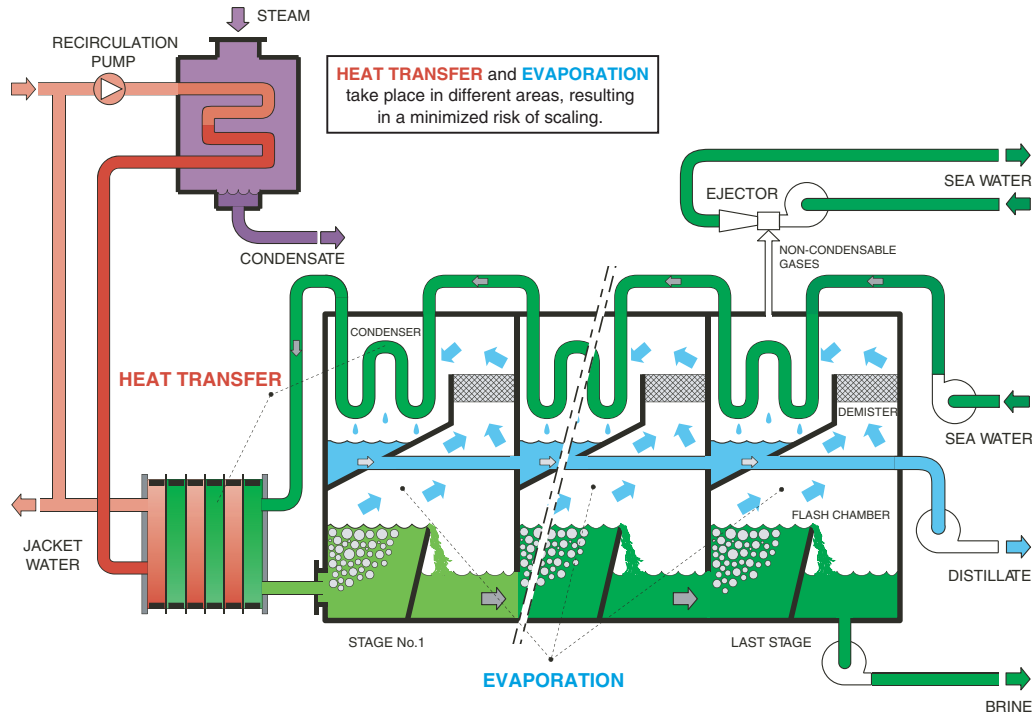 STEAM
RECIRCULATION
PUMP
HEAT TRANSFER and EVAPORATION
take place in different areas, resulting
in a minimized risk of scaling.
SEA WATER
EJECTOR
CONDENSATE
NON-CONDENSABLE
GASES
CONDENSER
HEAT TRANSFER
DEMISTER
SEA WATER
FLASH CHAMBER
JACKET
WATER
DISTILLATE
STAGE No.1
LAST STAGE
EVAPORATION
BRINE